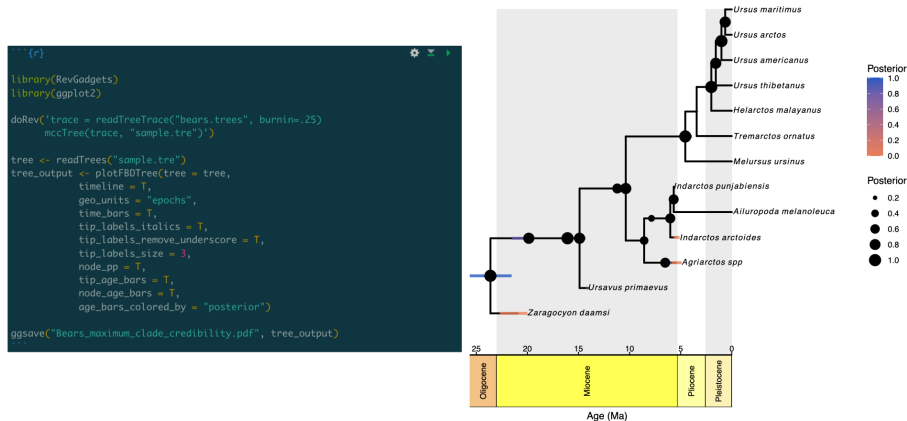 ```{r}
library(RevGadgets)
library(ggplot2)
doRev('trace = readTreeTrace("bears.trees", burnin=.25)
mccTree(trace, "sample.tre")')
tree <- readTrees("sample.tre")
tree_output <- plotFBDTree(tree = tree,
timeline = T,
geo_units = "epochs",
time_bars = T,
tip_labels_italics = T,
tip_labels_remove_underscore = T,
tip_labels_size = 3,
node_pp = T,
tip_age_bars = T,
node_age_bars = T,
age_bars_colored_by = "posterior")
ggsave("Bears_maximum_clade_credibility.pdf", tree_output)
```
Ursus maritimus
Ursus arctos
Ursus americanus
Ursus thibetanus
Helarctos malayanus
Tremarctos ornatus
Melursus ursinus
Indarctos punjabiensis
Ailuropoda melanoleuca
Indarctos arctoides
Agriarctos spp
Ursavus primaevus
Zaragocyon daamsi
25 20 15 10 5 0
Oligocene
Miocene
Pliocene
Pleistocene
Age (Ma)
Posterior
1.0
0.8
0.6
0.4
0.2
0.0
Posterior
0.2
0.4
0.6
0.8
1.0